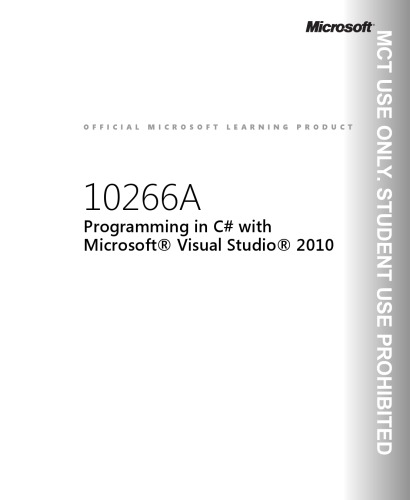 Microsoft
OFFICIAL MICROSOFT LEARNING PRODUCT
10266A
Programming in C# with
Microsoft® Visual Studio® 2010
MCT USE ONLY. STUDENT USE PROHIBITED